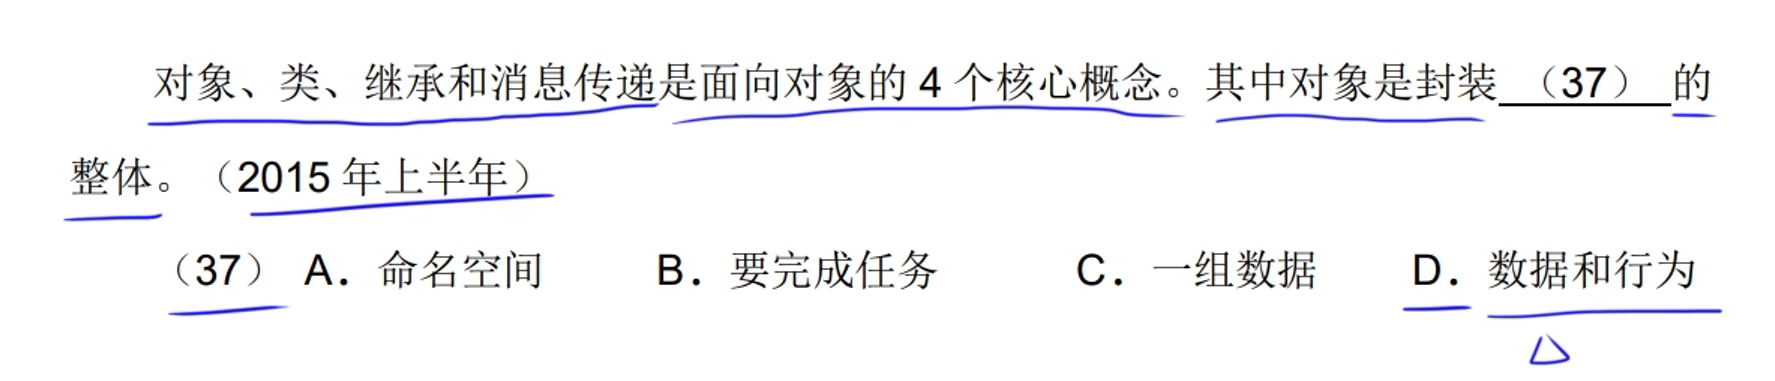 对象、类、继承和消息传递是面向对象的 4 个核心概念。其中对象是封装 （37） 的
整体。（2015 年上半年）
（37） A. 命名空间 B. 要完成任务 C. 一组数据 D. 数据和行为